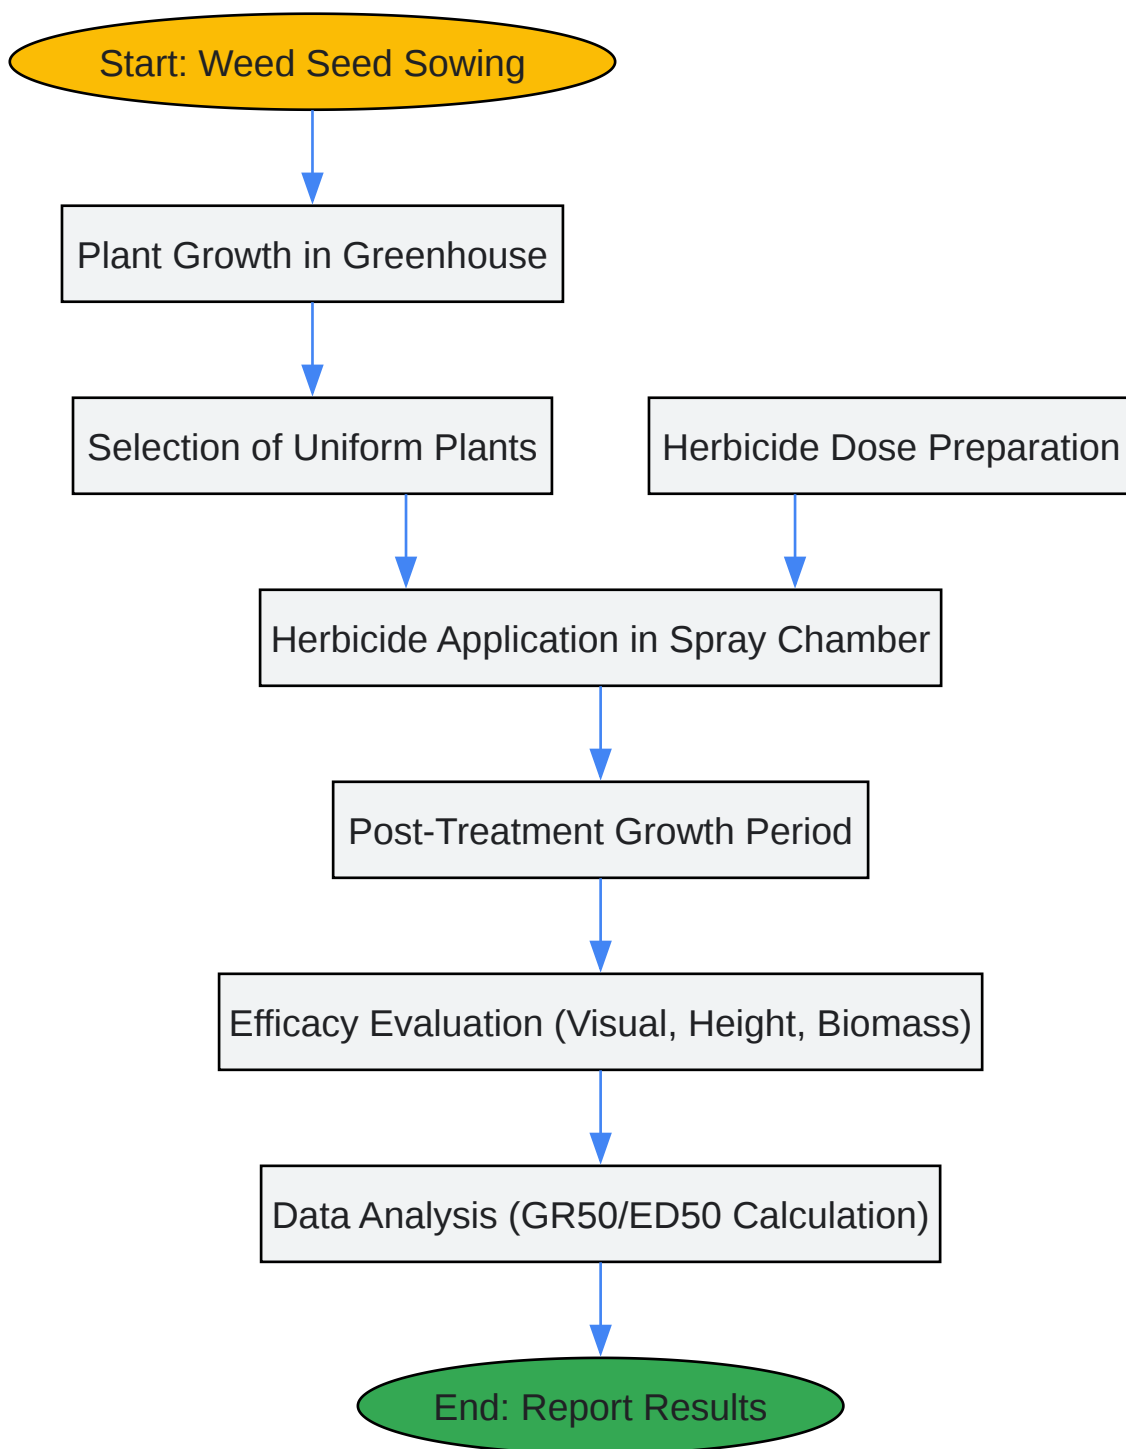 Start: Weed Seed Sowing
Plant Growth in Greenhouse
Selection of Uniform Plants
Herbicide Dose Preparation
Herbicide Application in Spray Chamber
Post-Treatment Growth Period
Efficacy Evaluation (Visual, Height, Biomass)
Data Analysis (GR50/ED50 Calculation)
End: Report Results